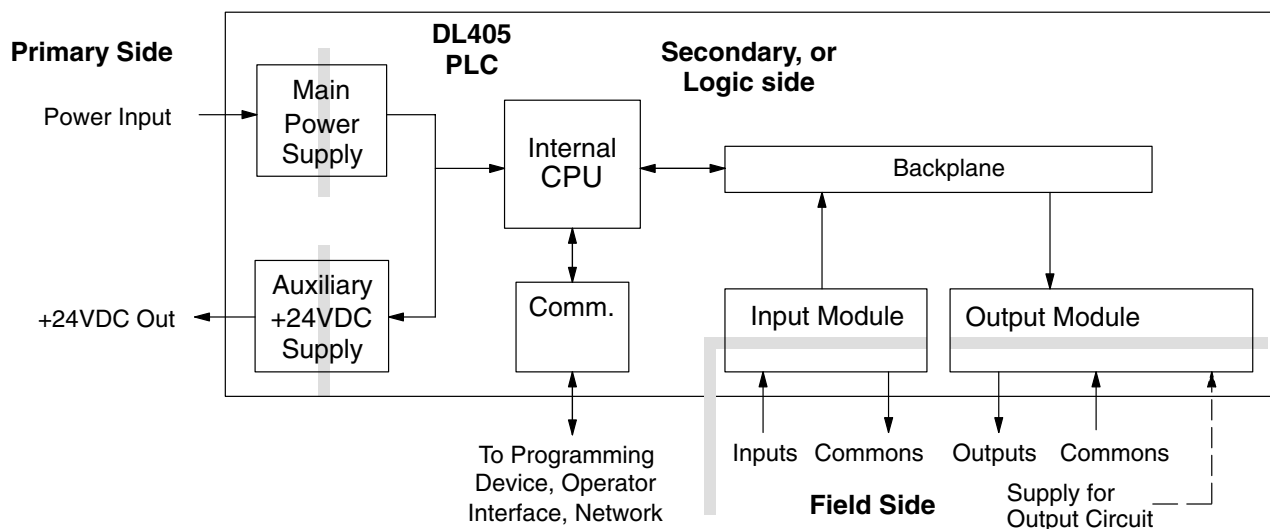 Primary Side
DL405
PLC
Secondary, or
Logic side
Power Input
Main
Power
Supply
Internal
CPU
Backplane
+24VDC Out
Auxiliary
+24VDC
Supply
Comm.
Input Module
Output Module
To Programming
Device, Operator
Interface, Network
Inputs
Commons
Outputs
Commons
Field Side
Supply for
Output Circuit